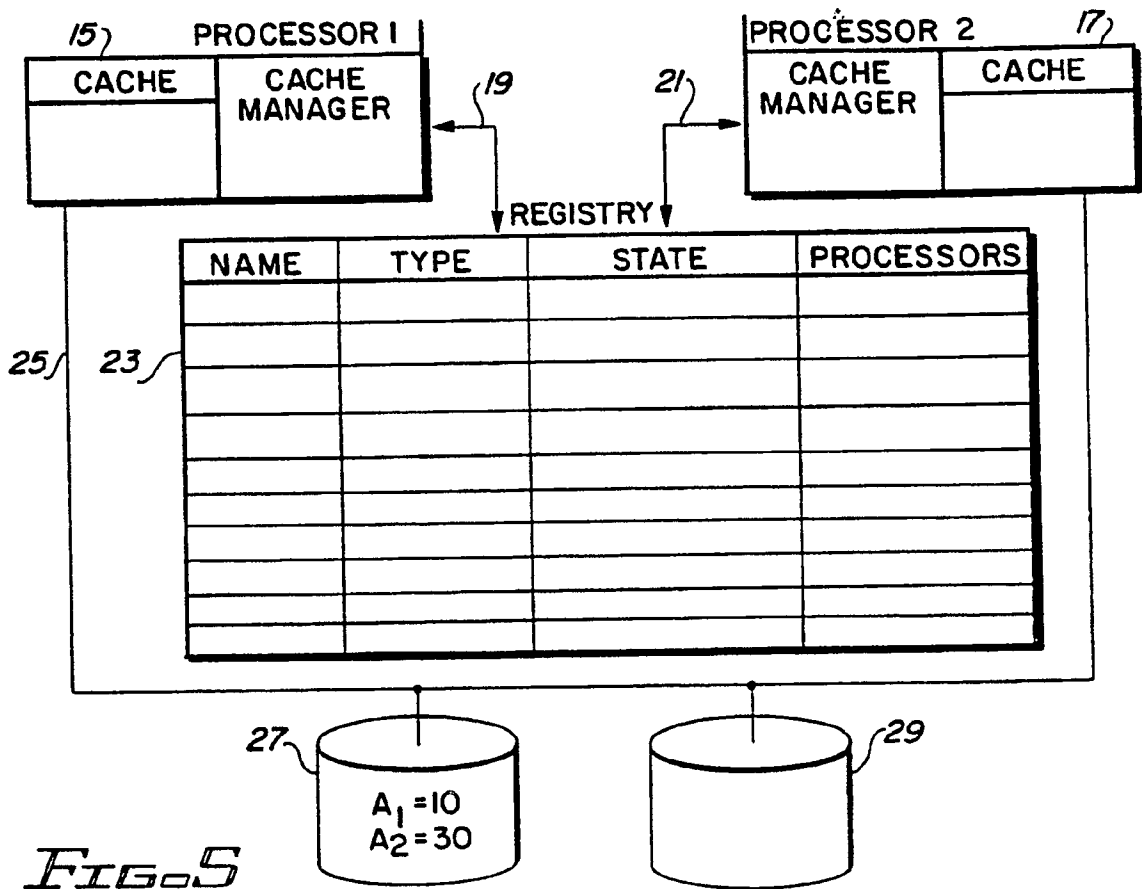 15 PROCESSOR 1
PROCESSOR 2 17
CACHE
CACHE MANAGER
19
21
CACHE MANAGER
CACHE
REGISTRY
NAME TYPE STATE PROCESSORS
25
23
27
A1 = 10
A2 = 30
29
FIG. 5